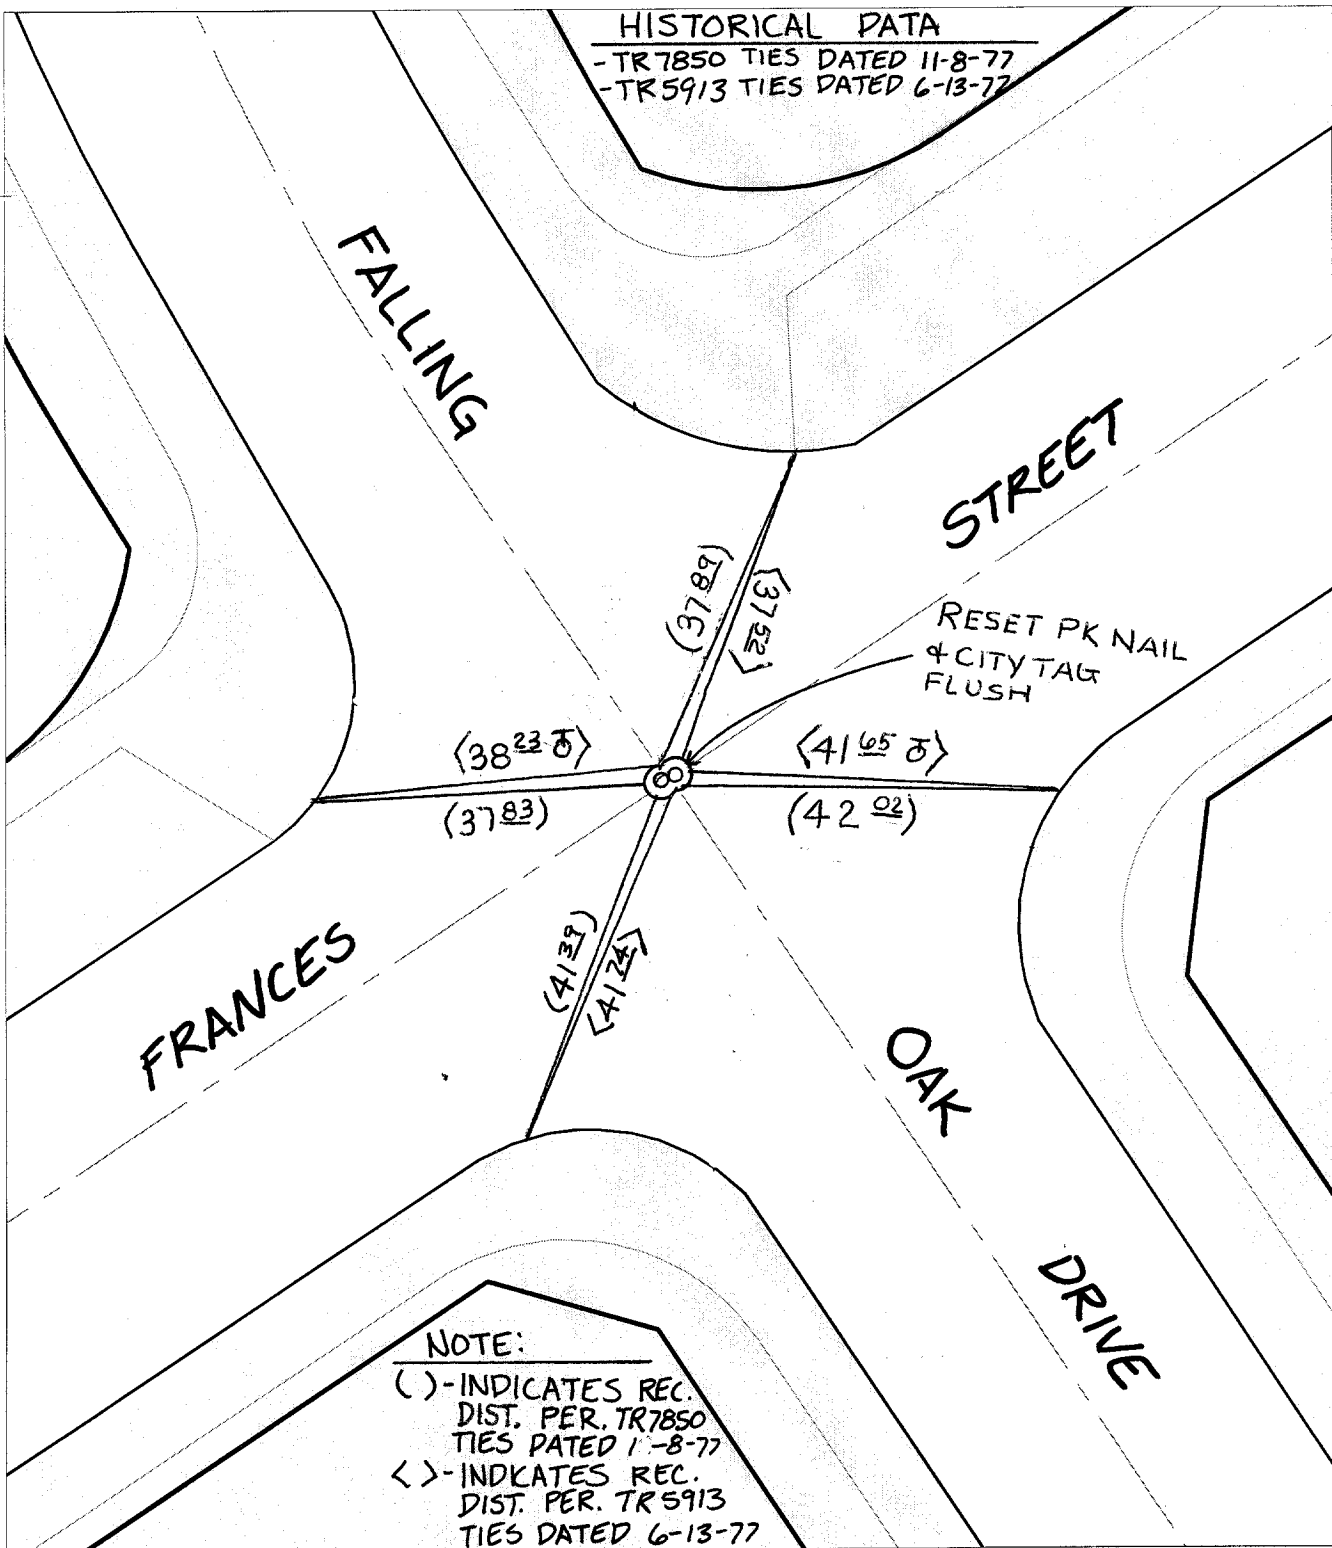 HISTORICAL DATA
-TR7850 TIES DATED 11-8-77
-TR5913 TIES DATED 6-13-77
FALLING
STREET
(37 89)
<37 52>
RESET PK NAIL
& CITY TAG
FLUSH
<38 23 >
<41 65 >
(37 83)
(42 02)
(41 39)
<41 74>
FRANCES
OAK
DRIVE
NOTE:
( )-INDICATES REC.
DIST. PER. TR7850
TIES DATED 1 -8-77
< >-INDICATES REC.
DIST. PER. TR5913
TIES DATED 6-13-77